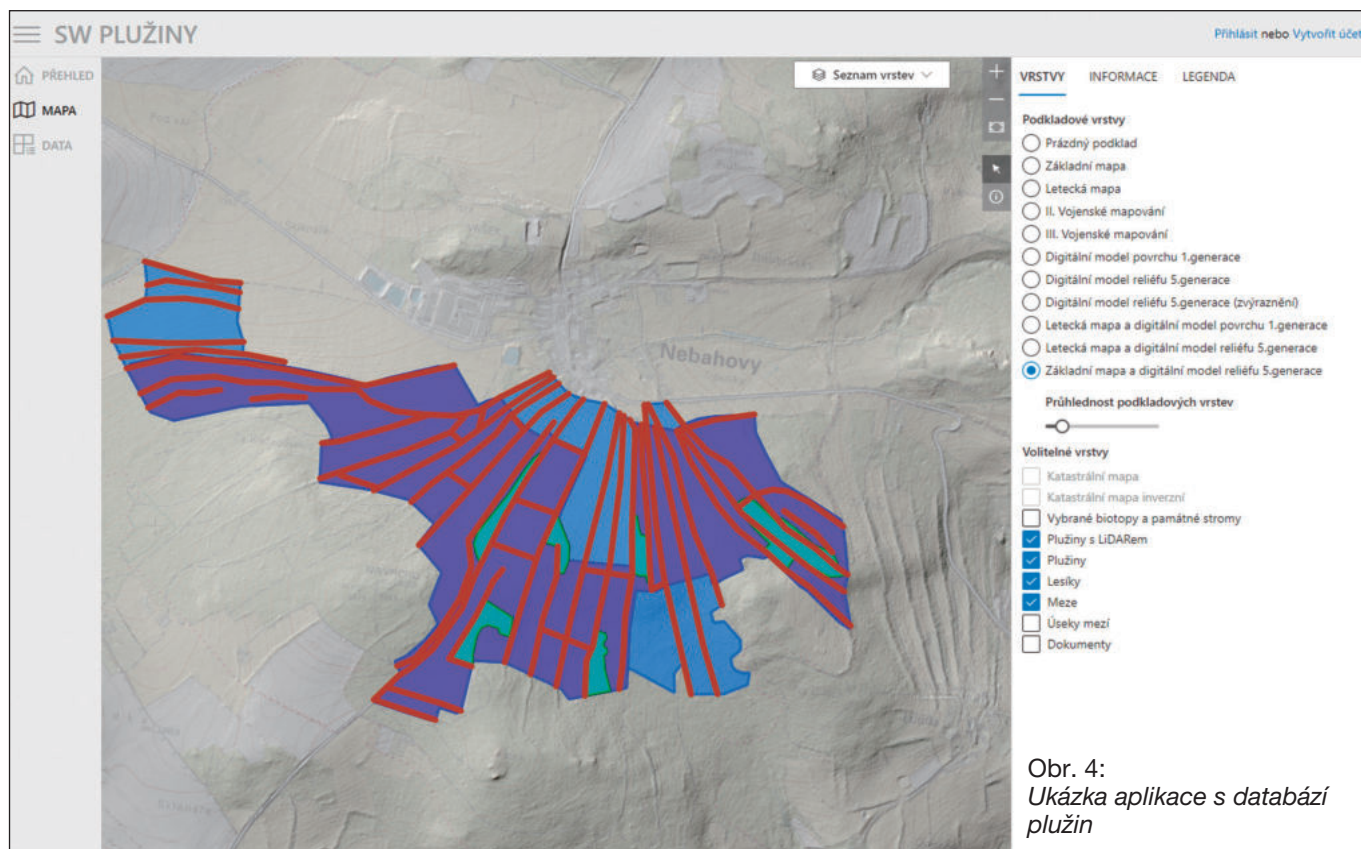 SW PLUŽINY
Přihlásit nebo Vytvořit účet
PŘEHLED
MAPA
DATA
Seznam vrstev
Nebahovy
VRSTVY INFORMACE LEGENDA
Podkladové vrstvy
Prázdný podklad
Základní mapa
Letecká mapa
II. Vojenské mapování
III. Vojenské mapování
Digitální model povrchu 1.generace
Digitální model reliéfu 5.generace
Digitální model reliéfu 5.generace (zvýraznění)
Letecká mapa a digitální model povrchu 1.generace
Letecká mapa a digitální model reliéfu 5.generace
Základní mapa a digitální model reliéfu 5.generace
Průhlednost podkladových vrstev
Volitelné vrstvy
Katastrální mapa
Katastrální mapa inverzní
Vybrané biotopy a památné stromy
Plužiny s LiDARem
Plužiny
Lesíky
Meze
Úseky mezí
Dokumenty
Obr. 4:
Ukázka aplikace s databází
plužin